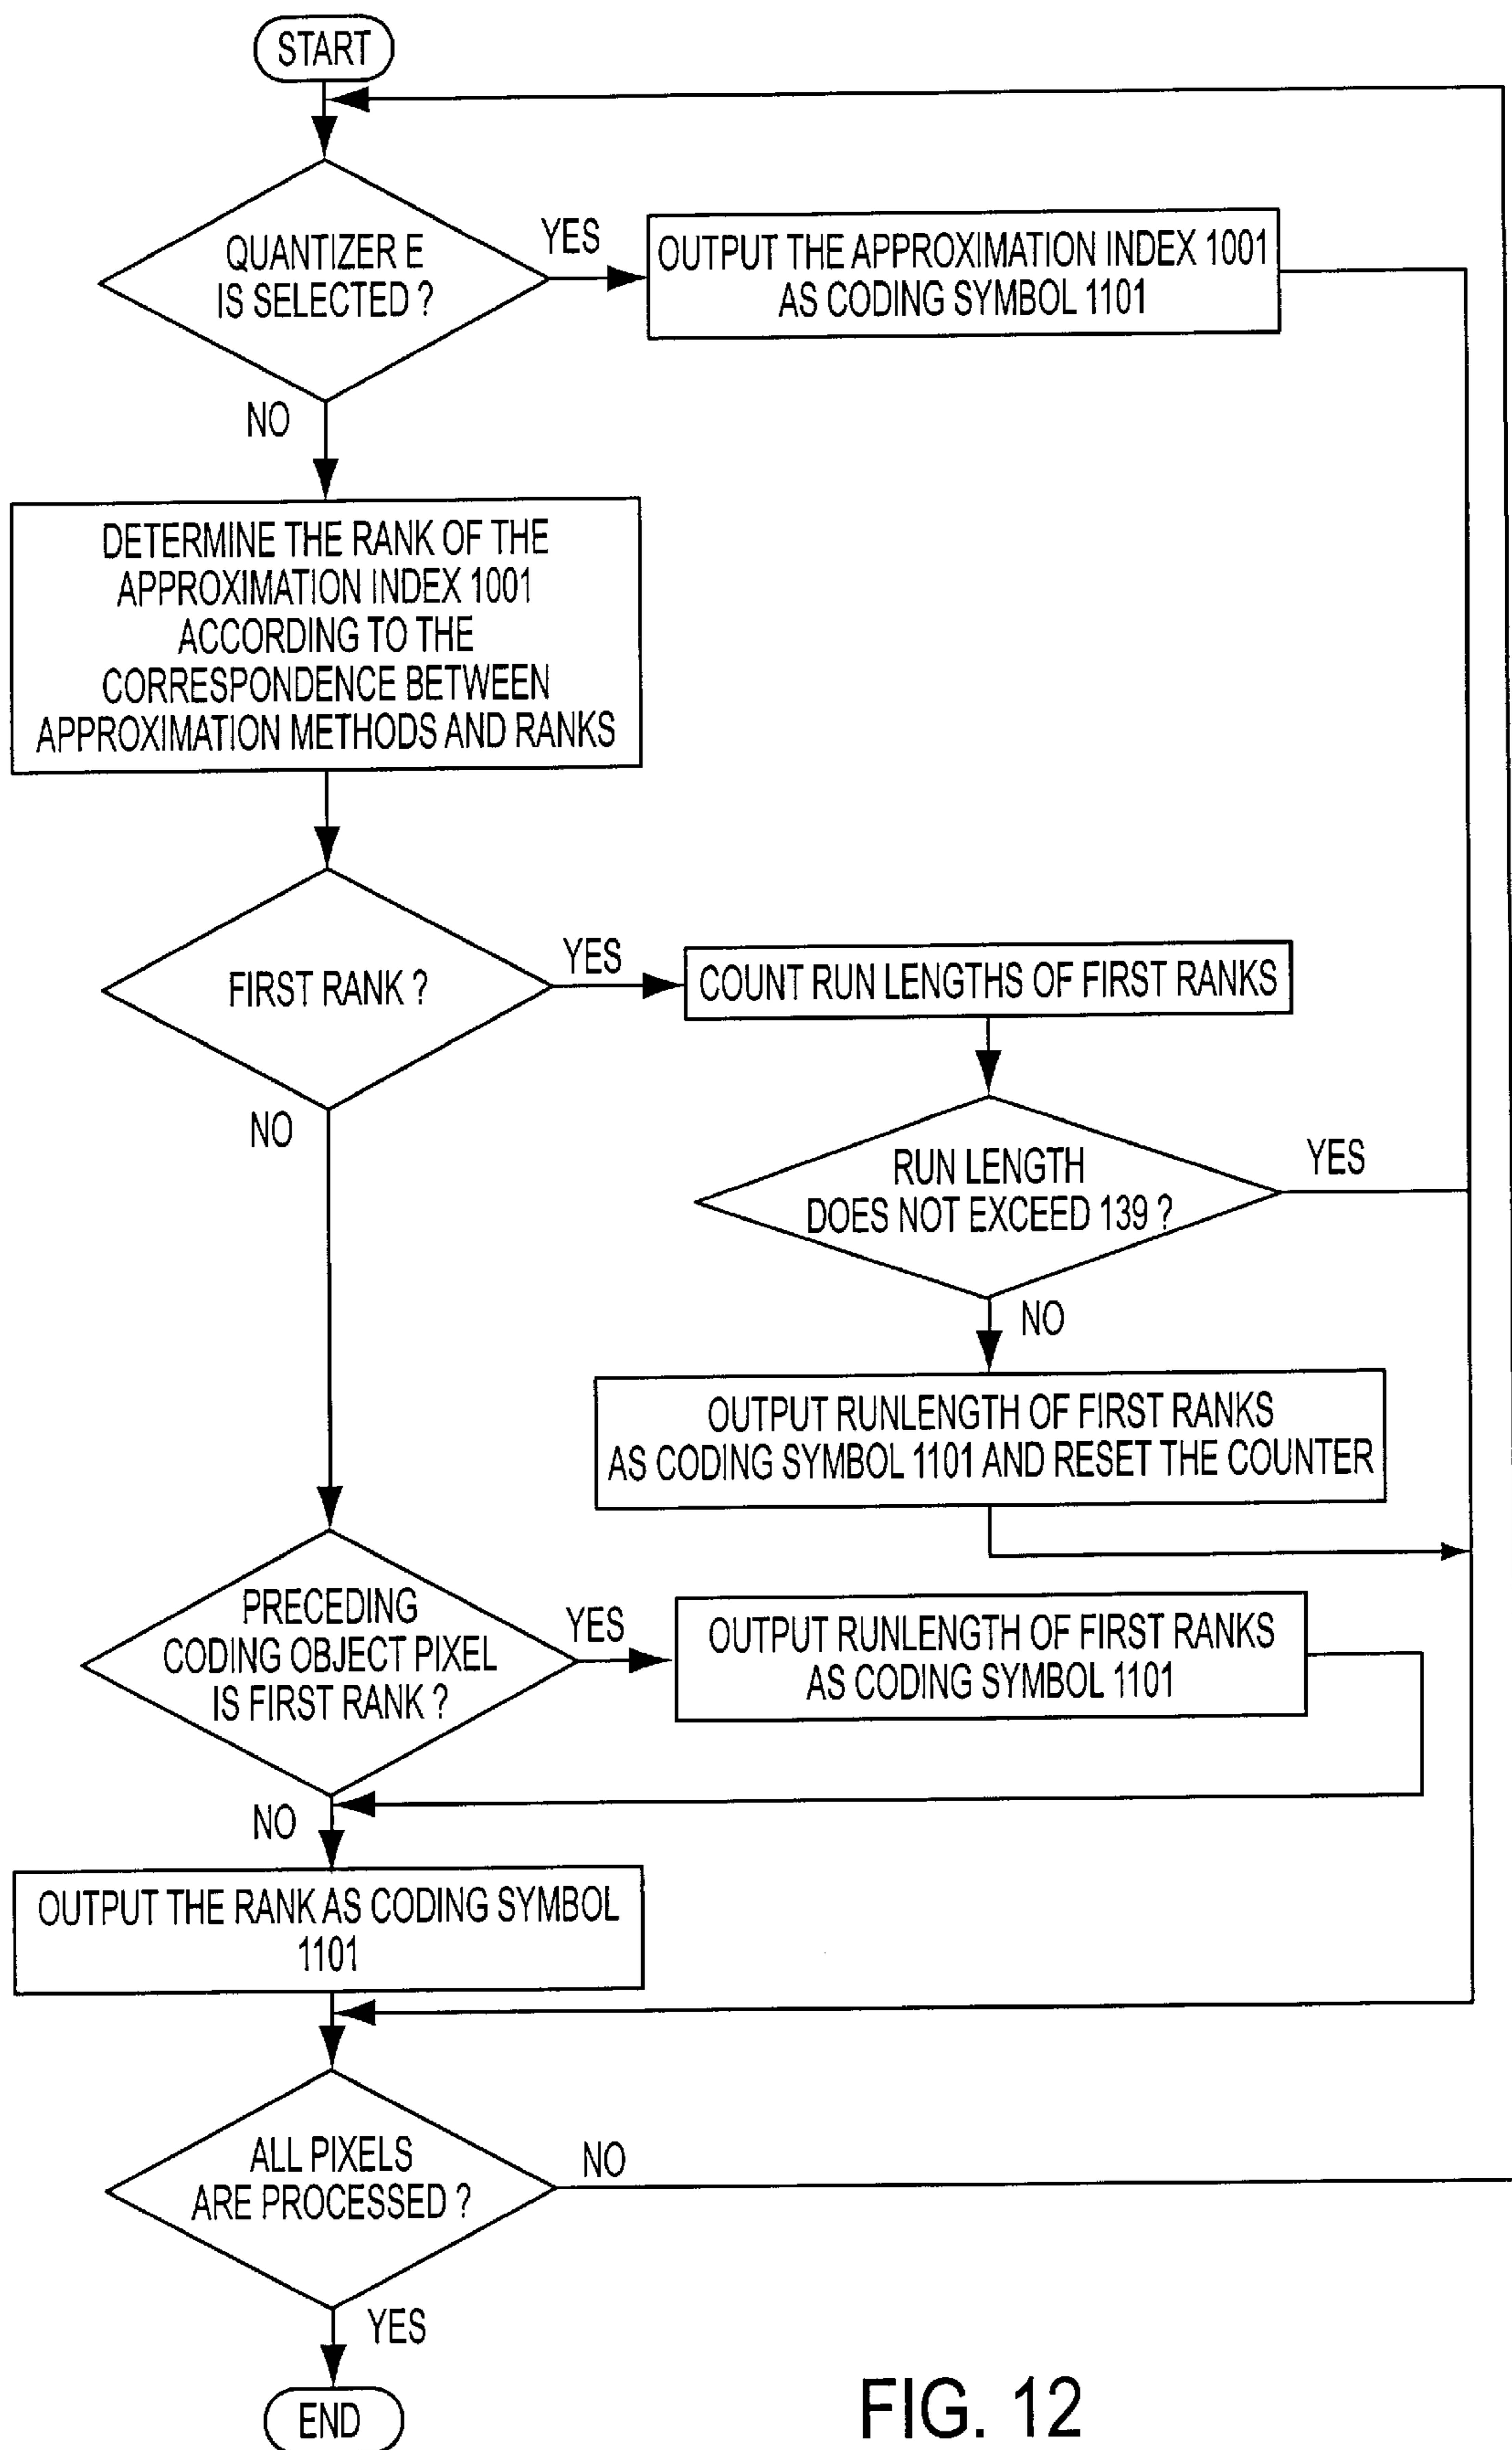 START
QUANTIZER E
IS SELECTED ?
YES
OUTPUT THE APPROXIMATION INDEX 1001
AS CODING SYMBOL 1101
NO
DETERMINE THE RANK OF THE
APPROXIMATION INDEX 1001
ACCORDING TO THE
CORRESPONDENCE BETWEEN
APPROXIMATION METHODS AND RANKS
FIRST RANK ?
YES
COUNT RUN LENGTHS OF FIRST RANKS
NO
RUN LENGTH
DOES NOT EXCEED 139 ?
YES
NO
OUTPUT RUNLENGTH OF FIRST RANKS
AS CODING SYMBOL 1101 AND RESET THE COUNTER
PRECEDING
CODING OBJECT PIXEL
IS FIRST RANK ?
YES
OUTPUT RUNLENGTH OF FIRST RANKS
AS CODING SYMBOL 1101
NO
OUTPUT THE RANK AS CODING SYMBOL
1101
ALL PIXELS
ARE PROCESSED ?
NO
YES
END
FIG. 12